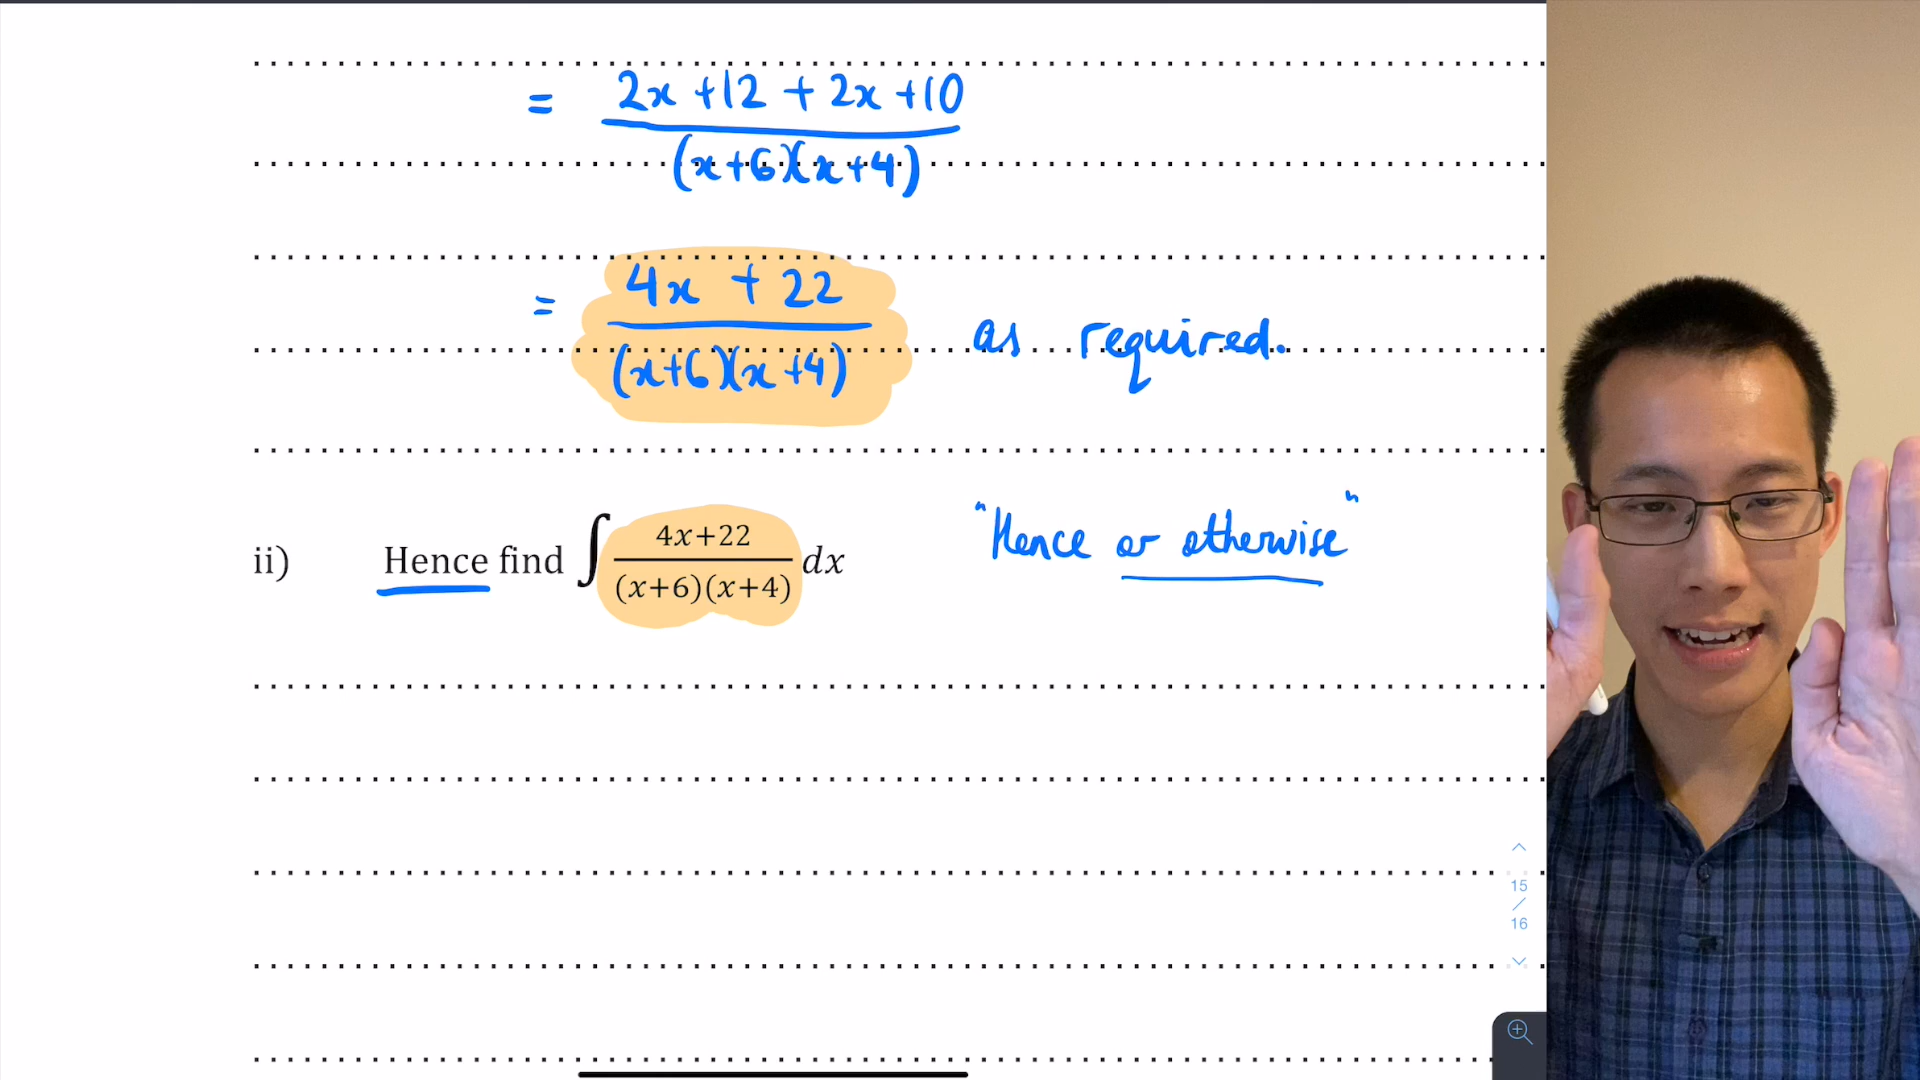 = 2x + 12 + 2x + 10
(x+6)(x+4)
= 4x + 22
(x+6)(x+4)
as required.
ii) Hence find ∫ 4x+22 dx
(x+6)(x+4)
"Hence or otherwise"
15
/
16